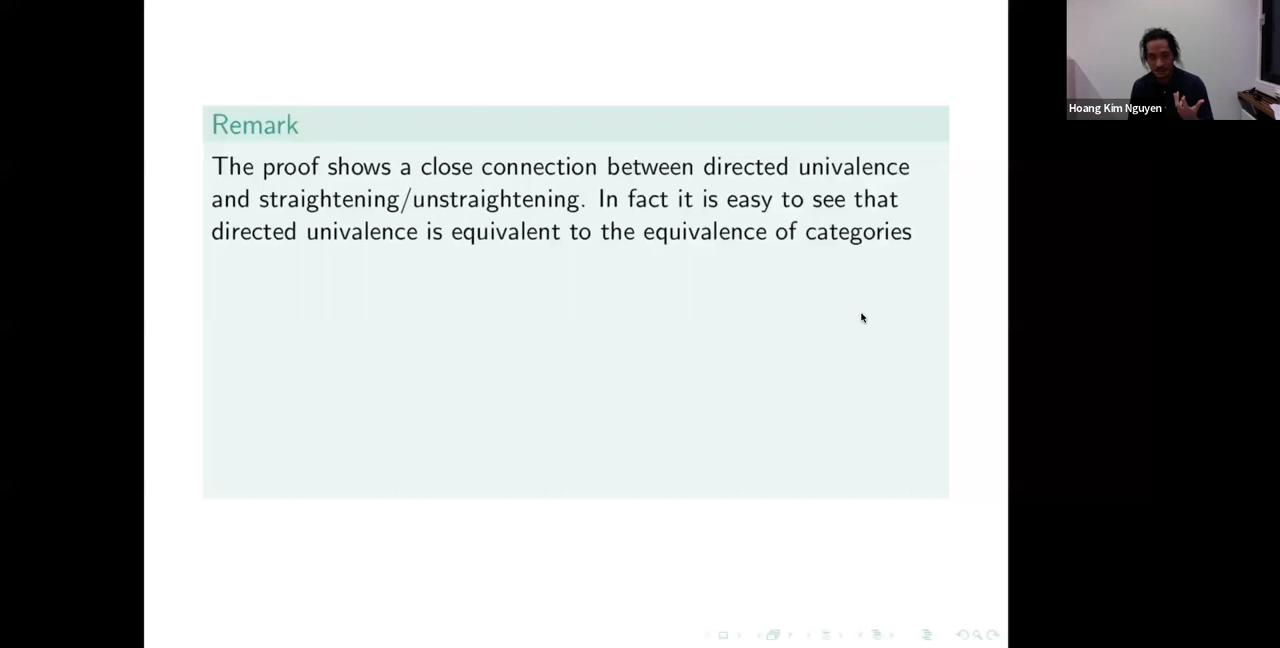 Remark
The proof shows a close connection between directed univalence
and straightening/unstraightening. In fact it is easy to see that
directed univalence is equivalent to the equivalence of categories
Hoang Kim Nguyen